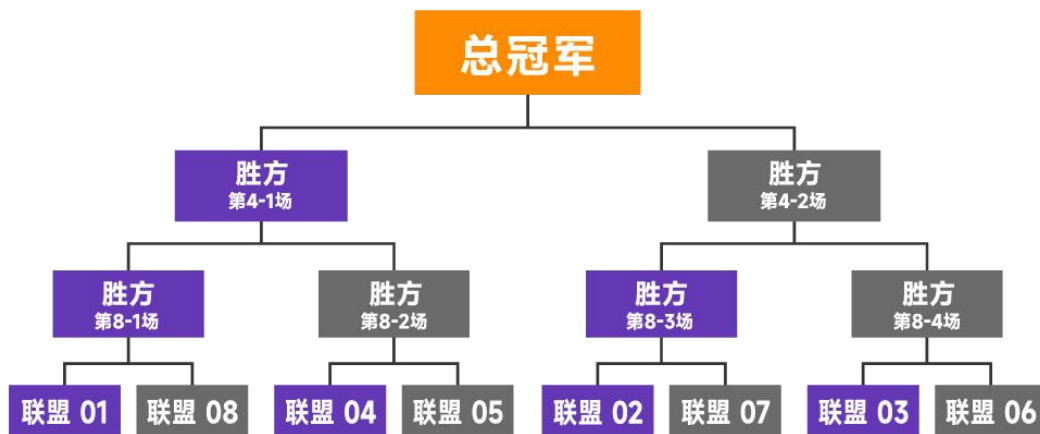 总冠军
胜方
第4-1场
胜方
第4-2场
胜方
第8-1场
胜方
第8-2场
胜方
第8-3场
胜方
第8-4场
联盟 01
联盟 08
联盟 04
联盟 05
联盟 02
联盟 07
联盟 03
联盟 06